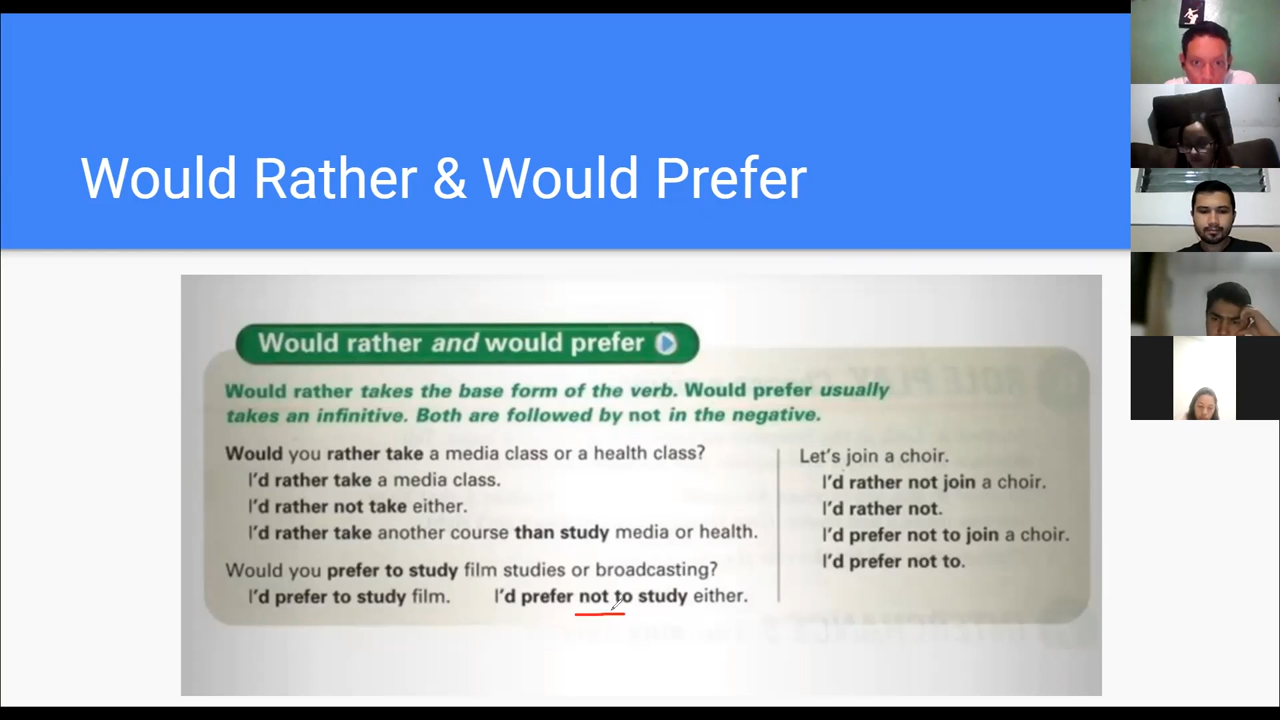 Would Rather & Would Prefer
Would rather and would prefer
Would rather takes the base form of the verb. Would prefer usually
takes an infinitive. Both are followed by not in the negative.
Would you rather take a media class or a health class?
I'd rather take a media class.
I'd rather not take either.
I'd rather take another course than study media or health.
Would you prefer to study film studies or broadcasting?
I'd prefer to study film. I'd prefer not to study either.
Let's join a choir.
I'd rather not join a choir.
I'd rather not.
I'd prefer not to join a choir.
I'd prefer not to.